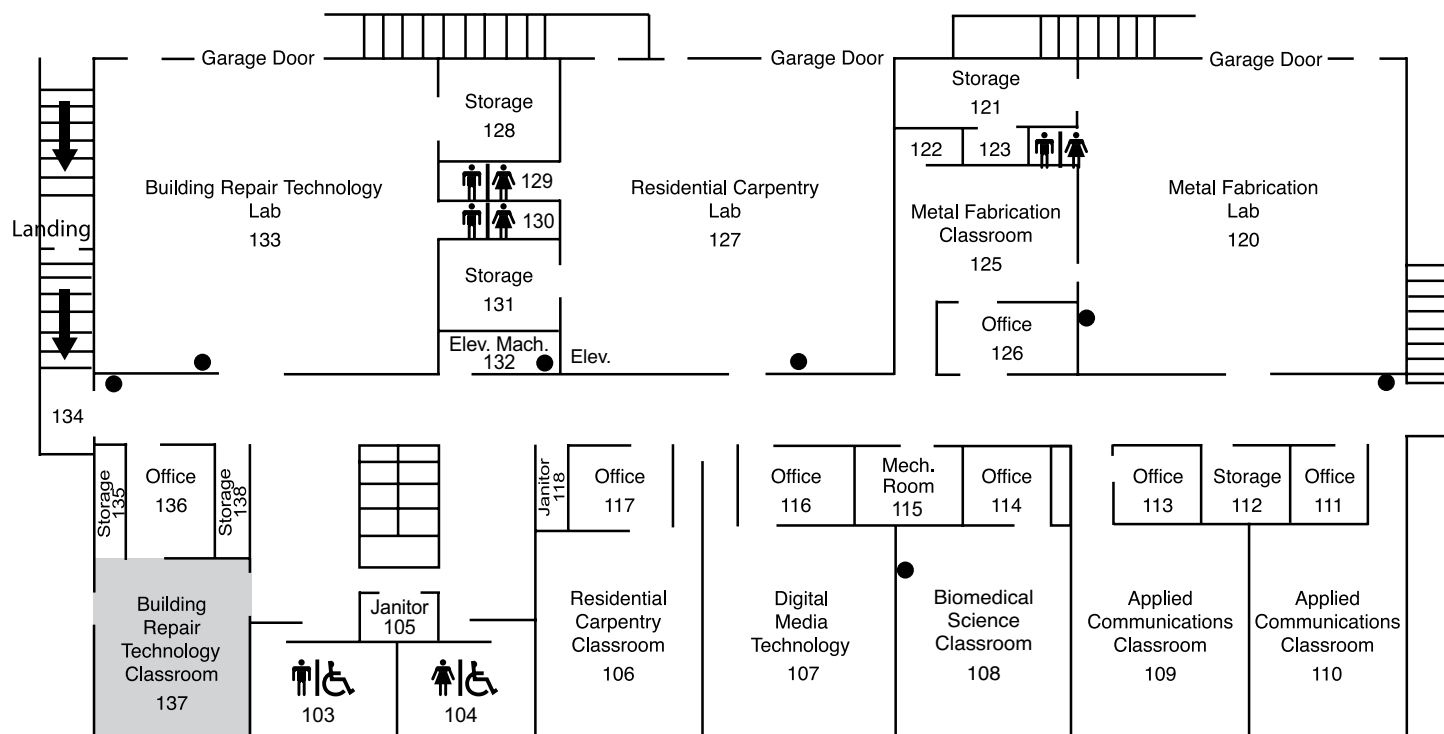 Garage Door
Garage Door
Garage Door
Storage
121
Storage
128
122
123
129
Building Repair Technology
Lab
133
Residential Carpentry
Lab
127
Metal Fabrication
Lab
120
130
Metal Fabrication
Classroom
125
Landing
Storage
131
Office
126
Elev. Mach.
132
Elev.
134
Storage
135
Office
136
Storage
138
Janitor
118
Office
117
Office
116
Mech.
Room
115
Office
114
Office
113
Storage
112
Office
111
Building
Repair
Technology
Classroom
137
Janitor
105
103
104
Residential
Carpentry
Classroom
106
Digital
Media
Technology
107
Biomedical
Science
Classroom
108
Applied
Communications
Classroom
109
Applied
Communications
Classroom
110